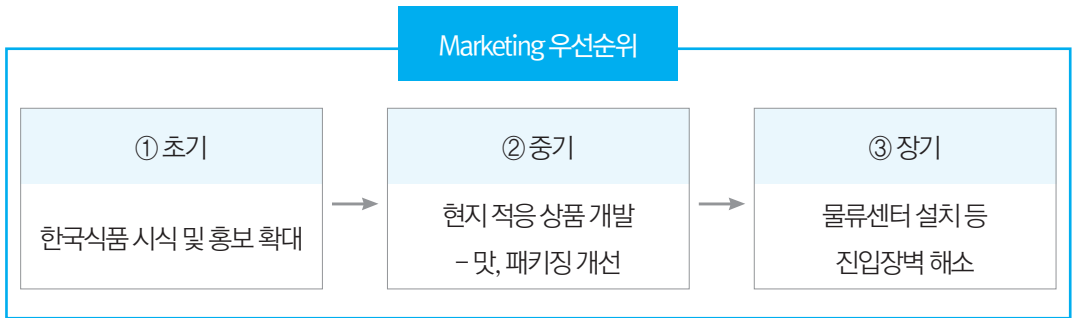 Marketing 우선순위
① 초기
한국식품 시식 및 홍보 확대
② 중기
현지 적응 상품 개발
– 맛, 패키징 개선
③ 장기
물류센터 설치 등
진입장벽 해소